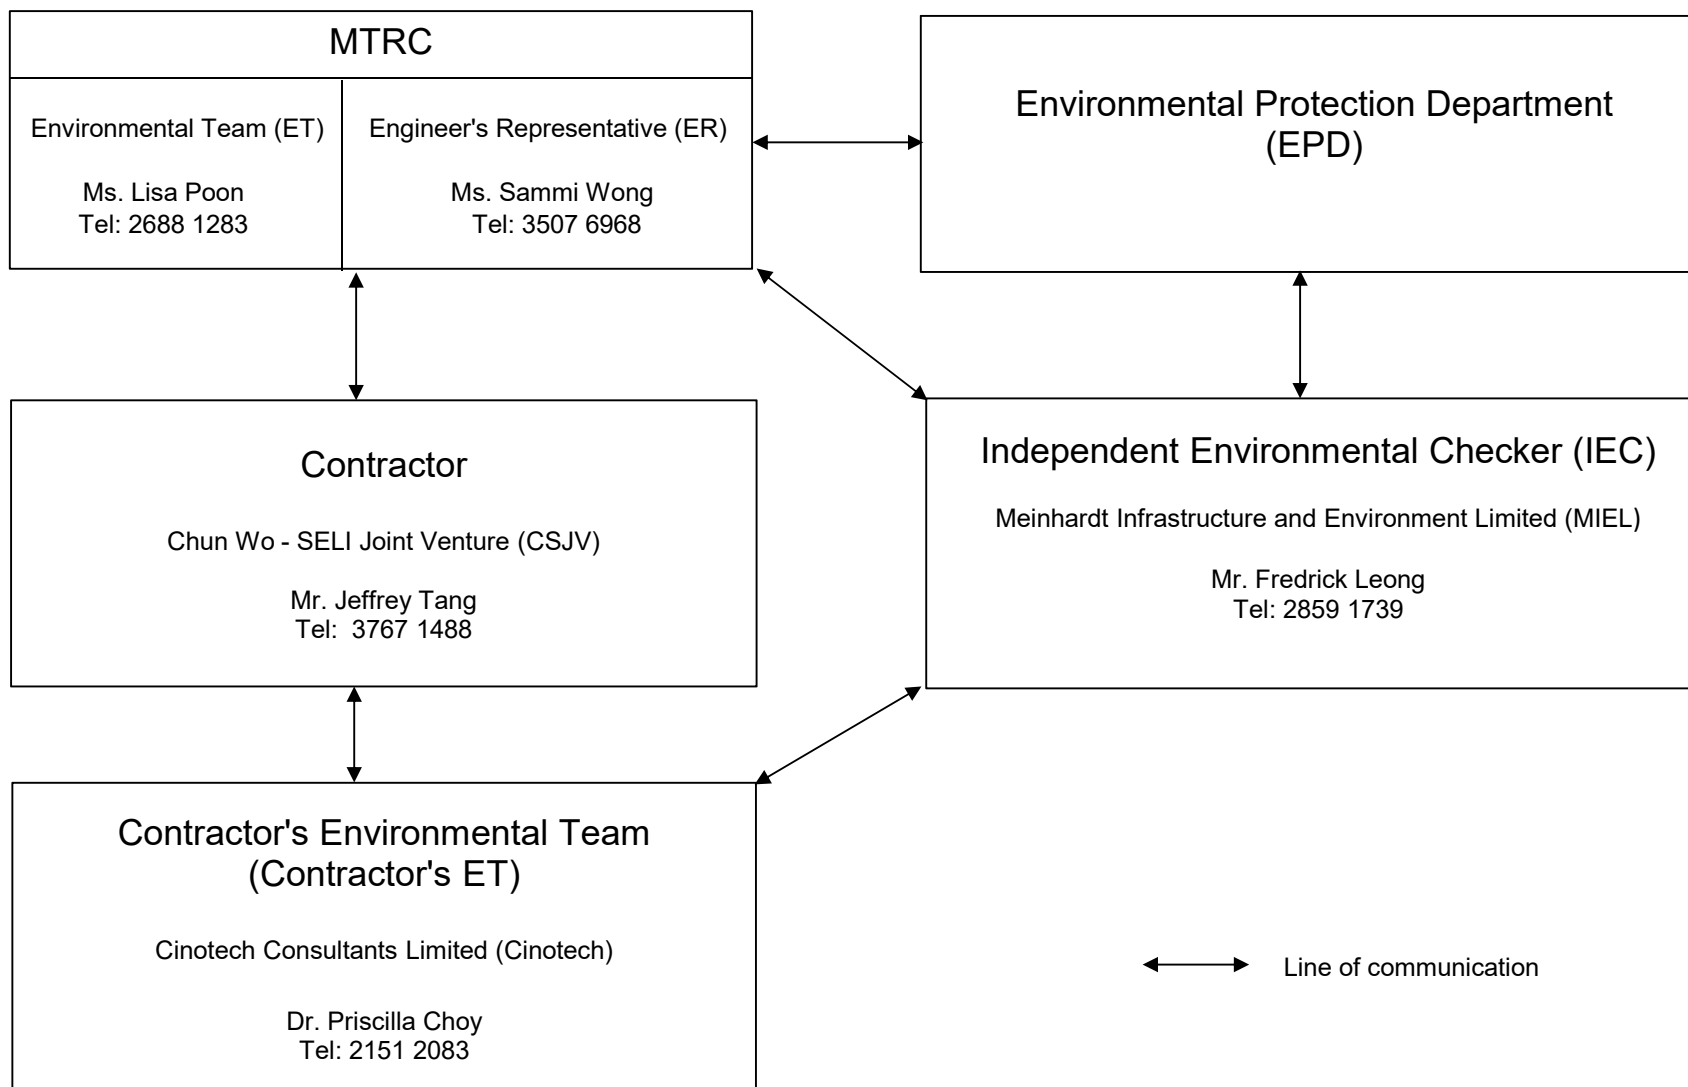 MTRC
Environmental Team (ET)
Ms. Lisa Poon
Tel: 2688 1283
Engineer's Representative (ER)
Ms. Sammi Wong
Tel: 3507 6968
Environmental Protection Department
(EPD)
Contractor
Chun Wo - SELI Joint Venture (CSJV)
Mr. Jeffrey Tang
Tel:  3767 1488
Independent Environmental Checker (IEC)
Meinhardt Infrastructure and Environment Limited (MIEL)
Mr. Fredrick Leong
Tel: 2859 1739
Contractor's Environmental Team
(Contractor's ET)
Cinotech Consultants Limited (Cinotech)
Dr. Priscilla Choy
Tel: 2151 2083
Line of communication